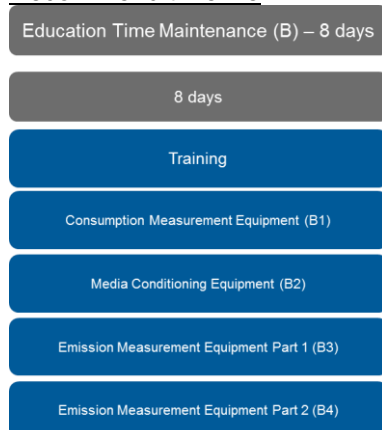 Education Time Maintenance (B) – 8 days
8 days
Training
Consumption Measurement Equipment (B1)
Media Conditioning Equipment (B2)
Emission Measurement Equipment Part 1 (B3)
Emission Measurement Equipment Part 2 (B4)